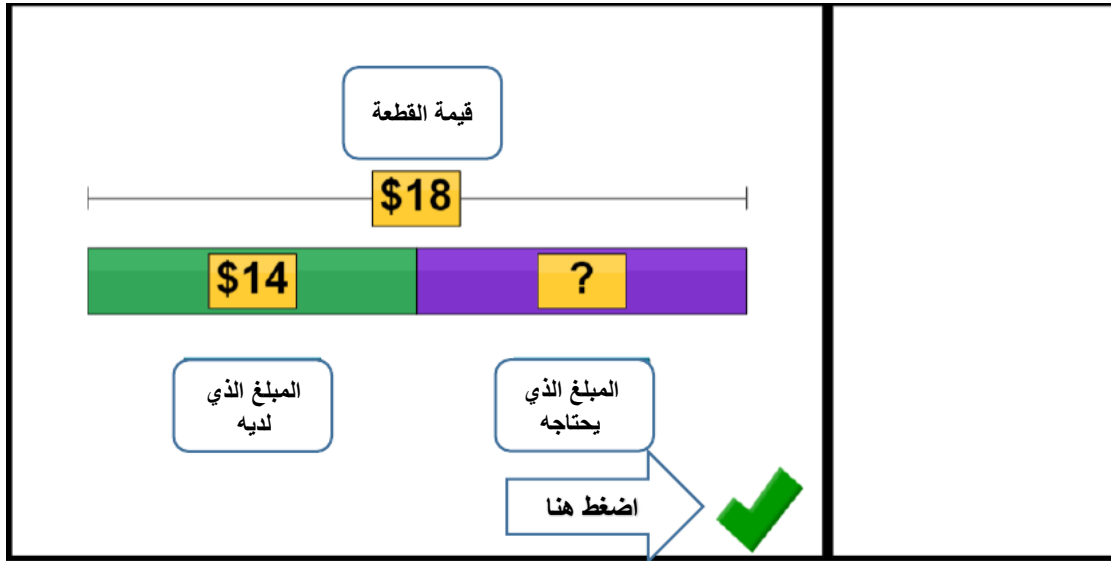 قيمة القطعة
$18
$14
?
المبلغ الذي
لديه
المبلغ الذي
يحتاجه
اضغط هنا